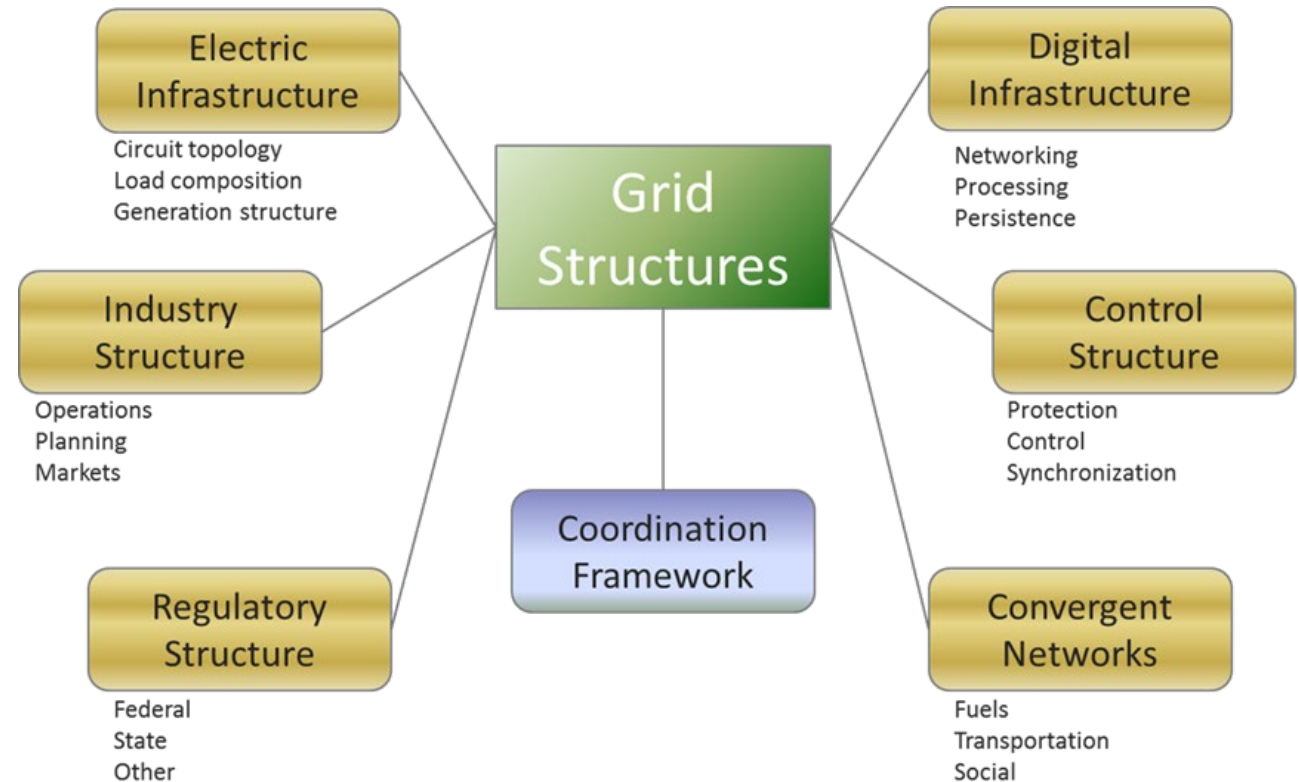 Electric
Infrastructure
Circuit topology
Load composition
Generation structure
Digital
Infrastructure
Networking
Processing
Persistence
Grid
Structures
Industry
Structure
Operations
Planning
Markets
Control
Structure
Protection
Control
Synchronization
Coordination
Framework
Regulatory
Structure
Federal
State
Other
Convergent
Networks
Fuels
Transportation
Social